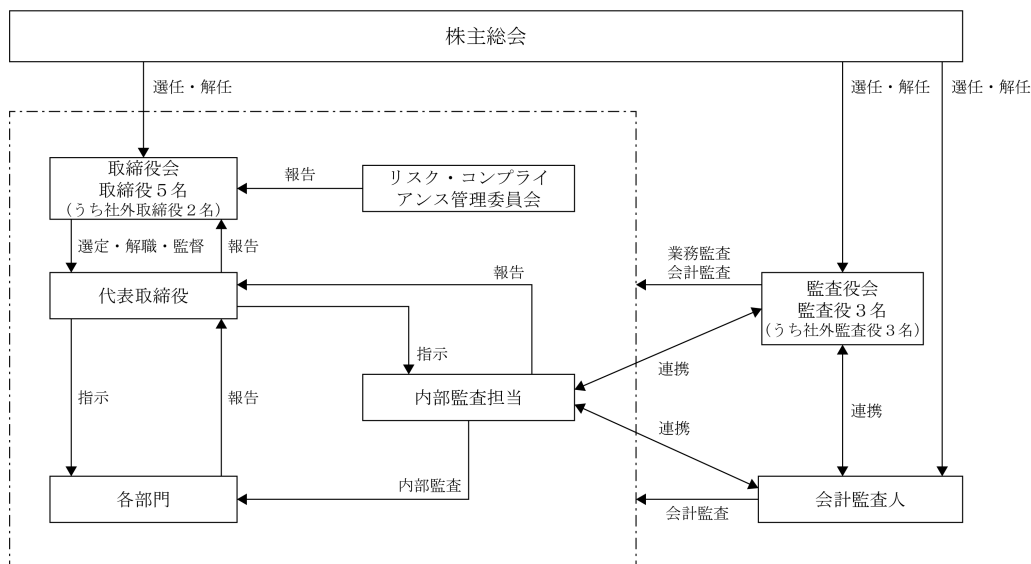 株主総会
選任・解任
選任・解任
選任・解任
取締役会
取締役５名
（うち社外取締役２名）
報告
リスク・コンプライ
アンス管理委員会
選定・解職・監督
報告
業務監査
会計監査
報告
代表取締役
監査役会
監査役３名
（うち社外監査役３名）
指示
連携
指示
報告
内部監査担当
連携
連携
内部監査
各部門
会計監査
会計監査人